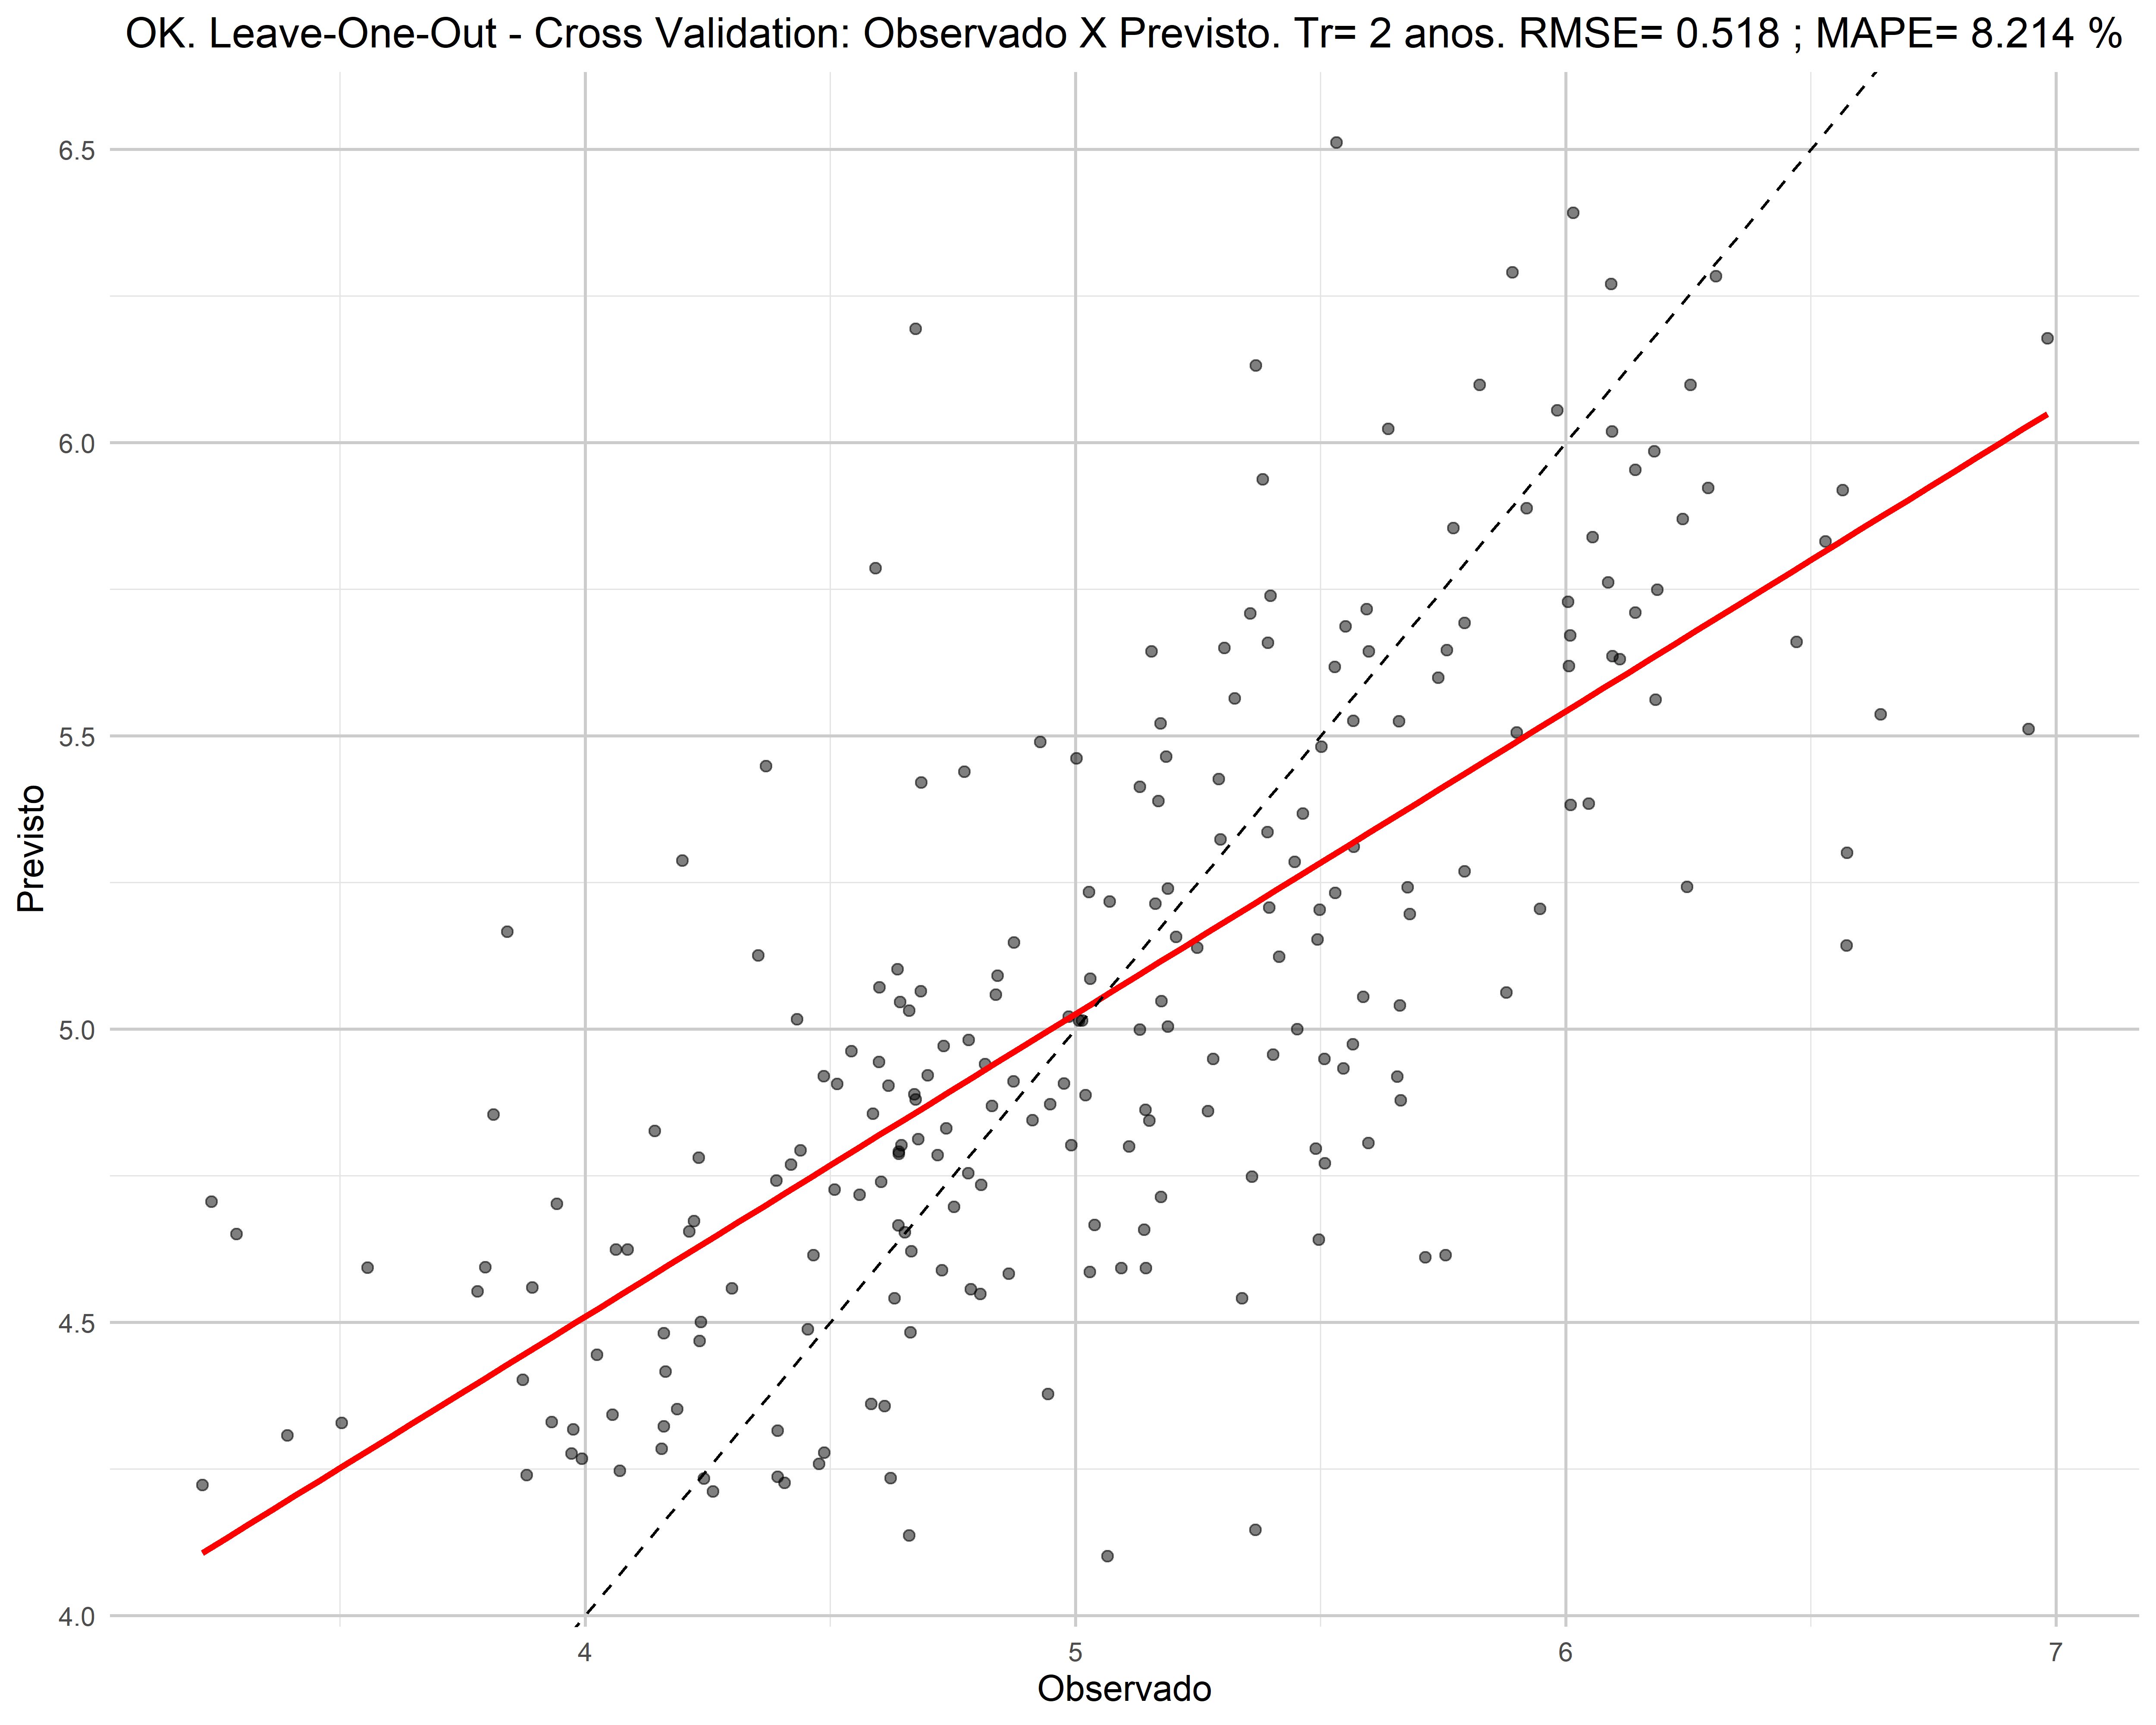 OK. Leave-One-Out - Cross Validation: Observado X Previsto. Tr= 2 anos. RMSE= 0.518 ; MAPE= 8.214 %
6.5
6.0
5.5
5.0
4.5
4.0
Previsto
4 5 6 7
Observado